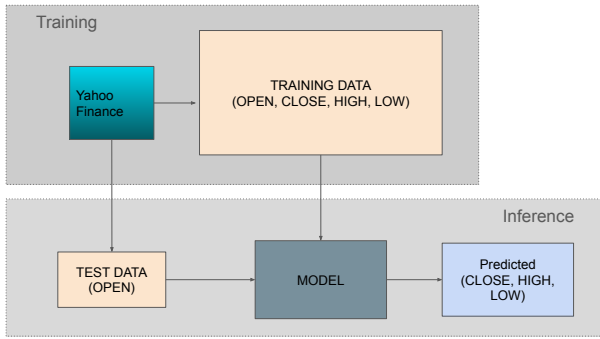 Training
Yahoo
Finance
TRAINING DATA
(OPEN, CLOSE, HIGH, LOW)
Inference
TEST DATA
(OPEN)
MODEL
Predicted
(CLOSE, HIGH,
LOW)